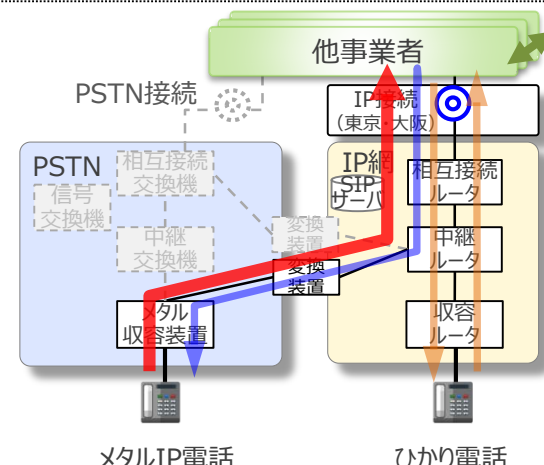 他事業者
PSTN接続
IP接続
(東京・大阪)
PSTN
相互接続
交換機
信号
交換機
中継
交換機
メタル
収容装置
変換
装置
変換
装置
IP網
SIP
サーバ
相互接続
ルータ
中継
ルータ
収容
ルータ
メタルIP電話
ひかり電話